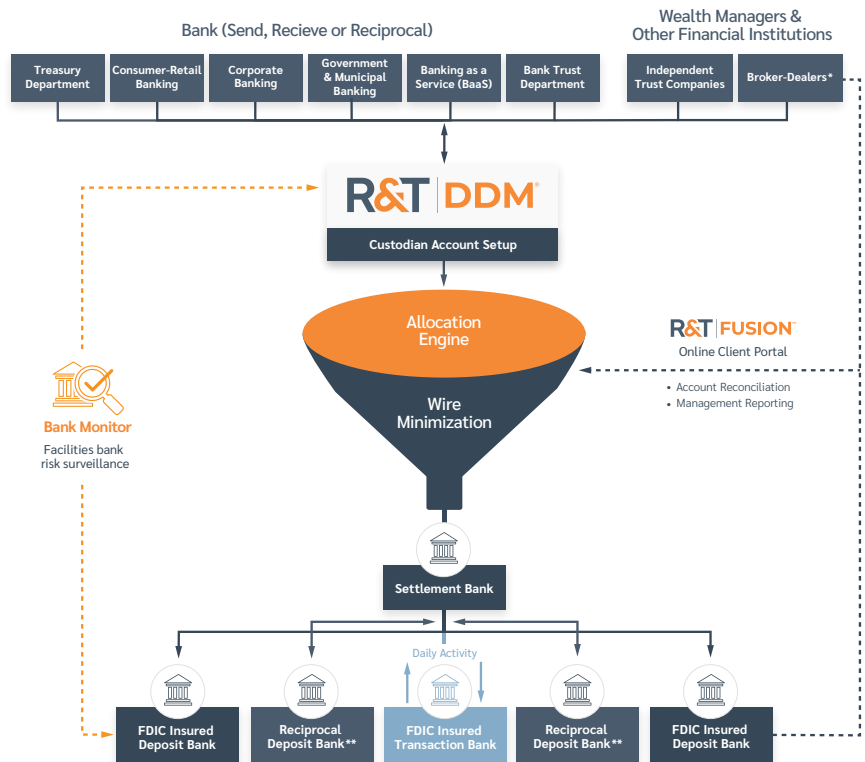 Bank (Send, Recieve or Reciprocal)
Wealth Managers &
Other Financial Institutions
Treasury
Department
Consumer-Retail
Banking
Corporate
Banking
Government
& Municipal
Banking
Banking as a
Service (BaaS)
Bank Trust
Department
Independent
Trust Companies
Broker-Dealers*
R&T DDM
Custodian Account Setup
Allocation
Engine
Wire
Minimization
R&T FUSION
Online Client Portal
• Account Reconciliation
• Management Reporting
Bank Monitor
Facilities bank
risk surveillance
Settlement Bank
Daily Activity
FDIC Insured
Deposit Bank
Reciprocal
Deposit Bank**
FDIC Insured
Transaction Bank
Reciprocal
Deposit Bank**
FDIC Insured
Deposit Bank